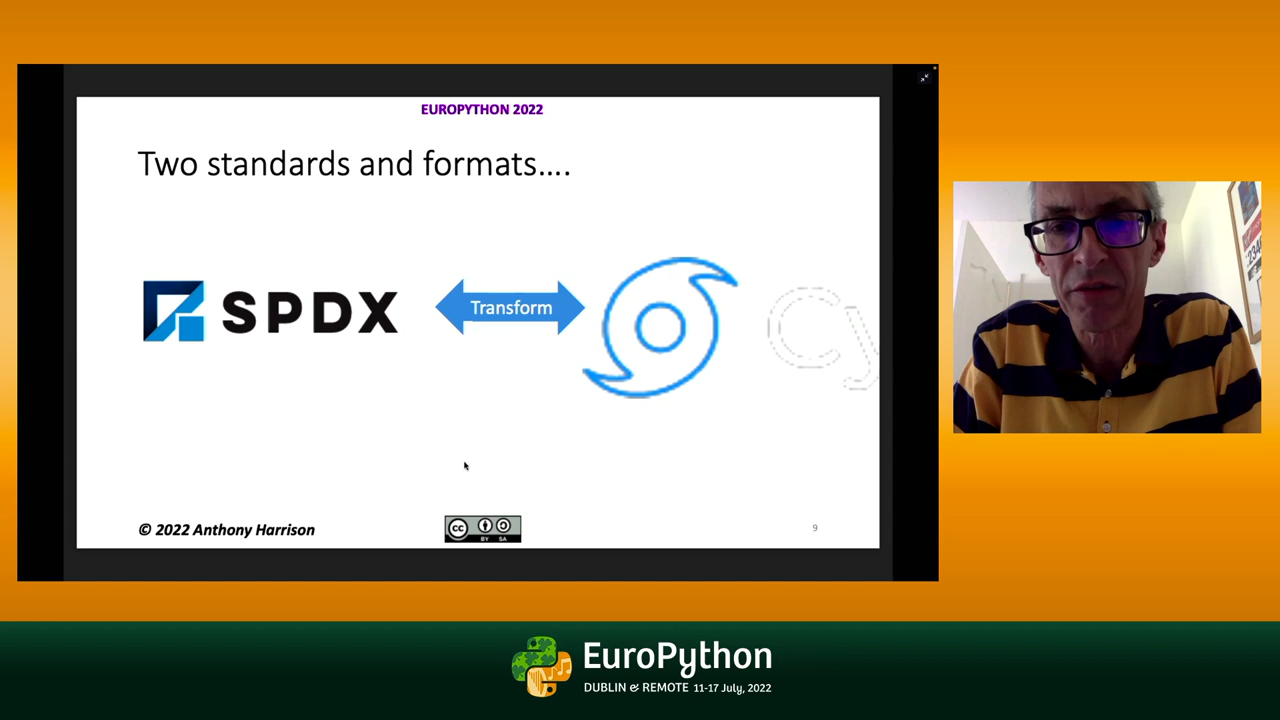 EUROPYTHON 2022
Two standards and formats....
SPDX
Transform
Cy
© 2022 Anthony Harrison
cc
BY SA
9
EuroPython
DUBLIN & REMOTE 11-17 July, 2022